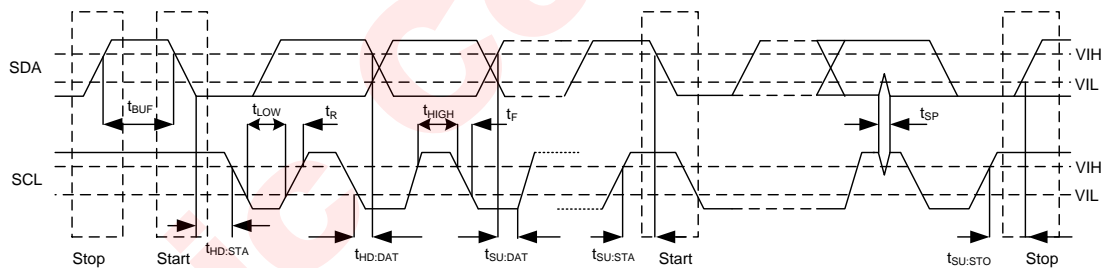 SDA
VIH
VIL
tBUF
tLOW
tR
tHIGH
tF
tSP
SCL
VIH
VIL
tHD:STA
tHD:DAT
tSU:DAT
tSU:STA
tSU:STO
Stop
Start
Start
Stop